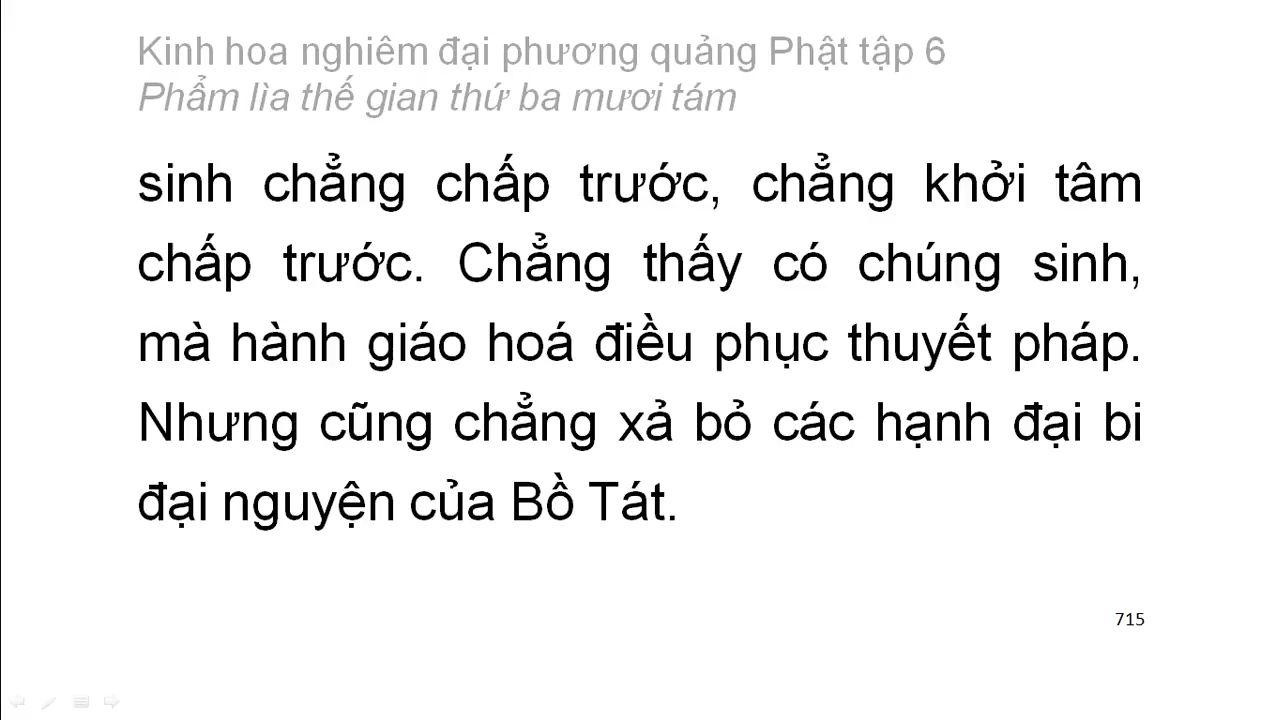 Kinh hoa nghiêm đại phương quảng Phật tập 6
Phẩm lìa thế gian thứ ba mươi tám
sinh chẳng chấp trước, chẳng khởi tâm
chấp trước. Chẳng thấy có chúng sinh,
mà hành giáo hoá điều phục thuyết pháp.
Nhưng cũng chẳng xả bỏ các hạnh đại bi
đại nguyện của Bồ Tát.
715